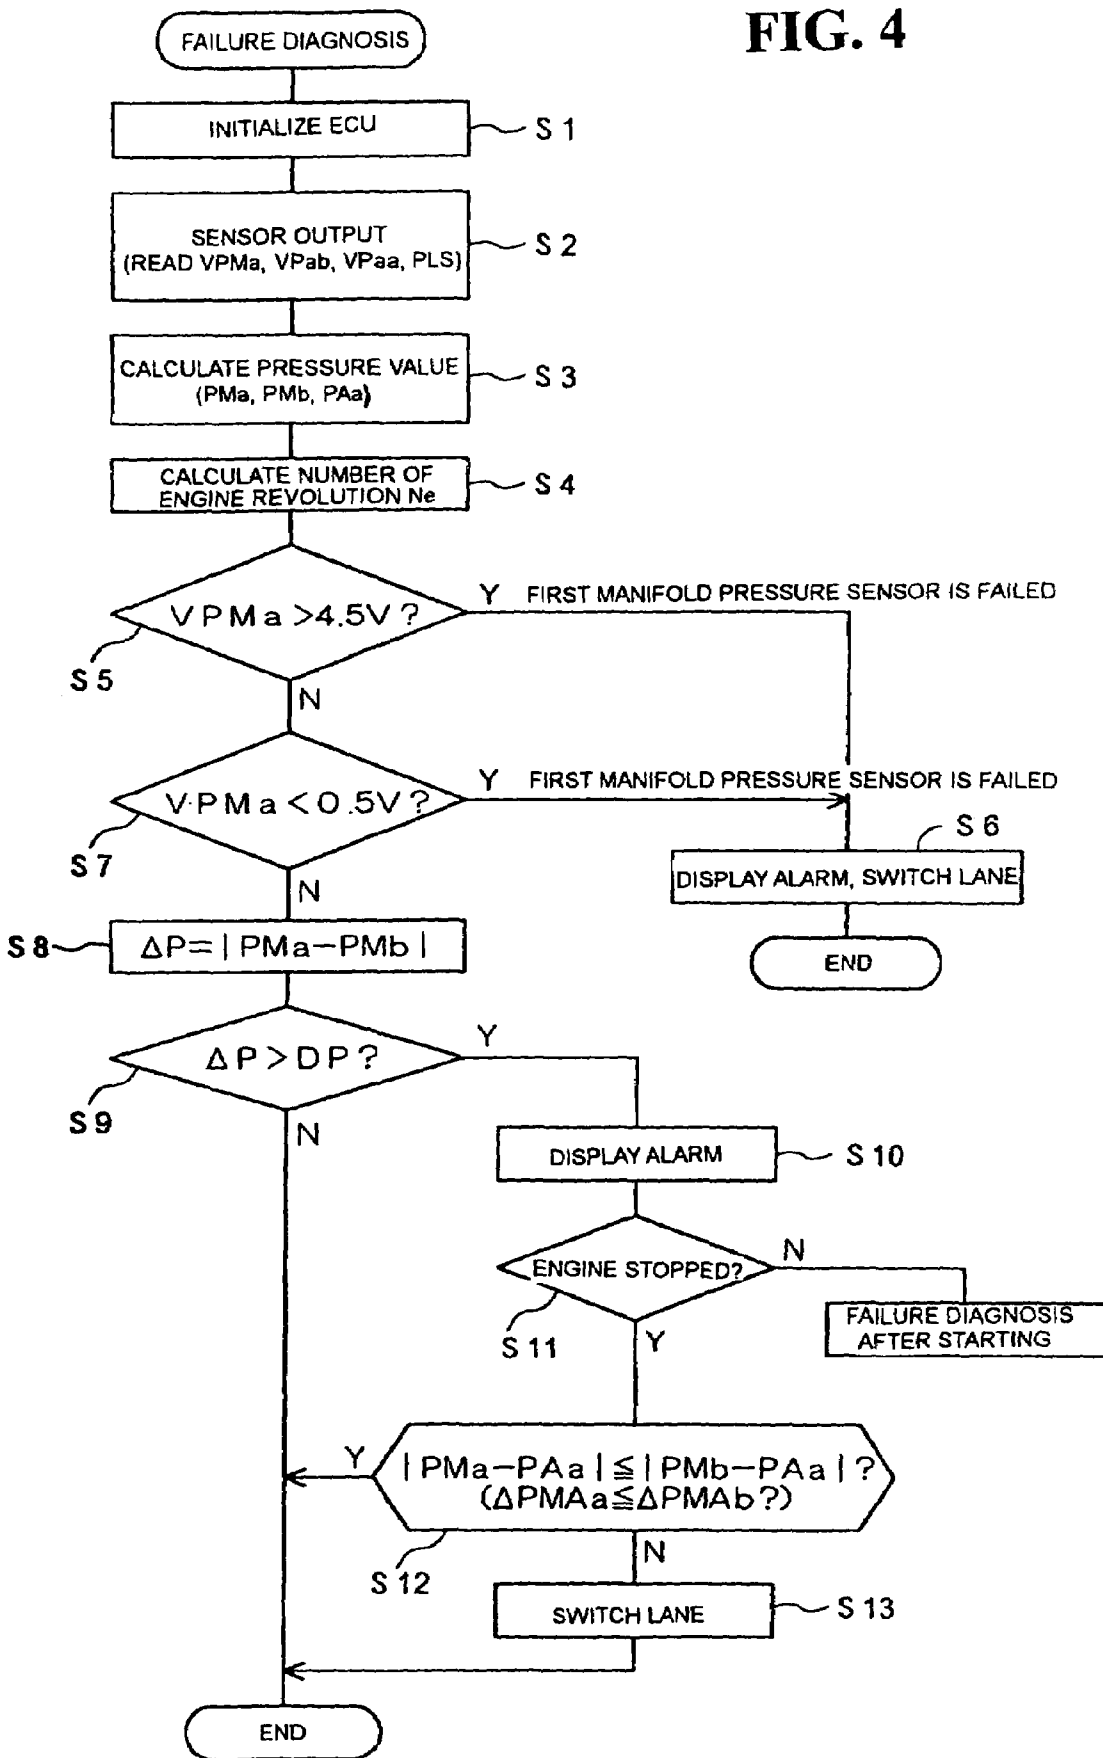 FIG. 4
FAILURE DIAGNOSIS
INITIALIZE ECU
S 1
SENSOR OUTPUT
(READ VPMa, VPab, VPaa, PLS)
S 2
CALCULATE PRESSURE VALUE
(PMa, PMb, PAa)
S 3
CALCULATE NUMBER OF
ENGINE REVOLUTION Ne
S 4
VPMa>4.5V?
Y FIRST MANIFOLD PRESSURE SENSOR IS FAILED
S 5
N
V·PMa<0.5V?
Y FIRST MANIFOLD PRESSURE SENSOR IS FAILED
S 7
N
S 6
DISPLAY ALARM, SWITCH LANE
END
S 8
ΔP=|PMa-PMb|
ΔP>DP?
Y
S 9
N
DISPLAY ALARM
S 10
ENGINE STOPPED?
N
S 11
Y
FAILURE DIAGNOSIS
AFTER STARTING
Y
|PMa-PAa|≦|PMb-PAa|?
(ΔPMAa≦ΔPMAb?)
S 12
N
SWITCH LANE
S 13
END